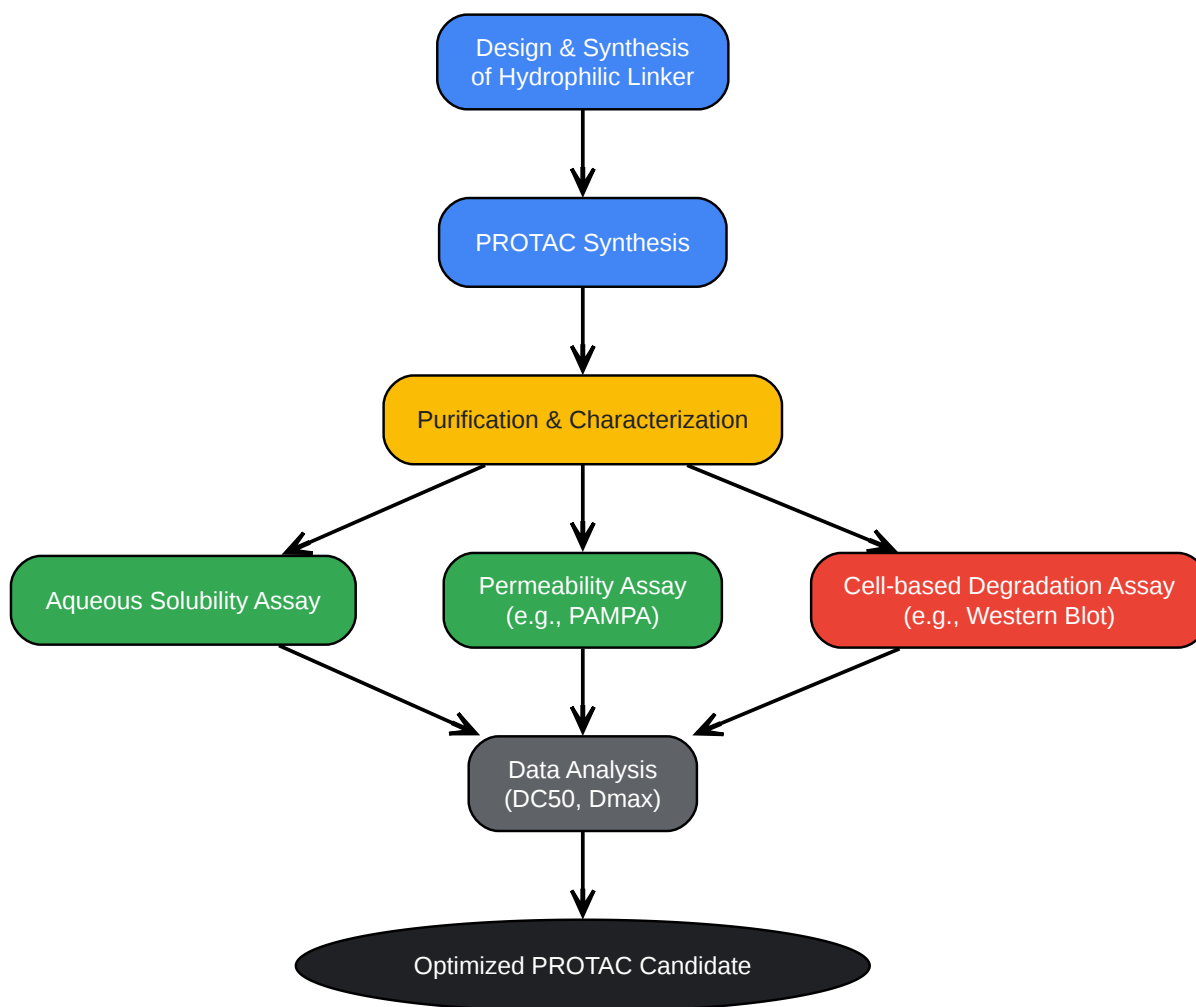 Design & Synthesis
of Hydrophilic Linker
PROTAC Synthesis
Purification & Characterization
Aqueous Solubility Assay
Permeability Assay
(e.g., PAMPA)
Cell-based Degradation Assay
(e.g., Western Blot)
Data Analysis
(DC50, Dmax)
Optimized PROTAC Candidate